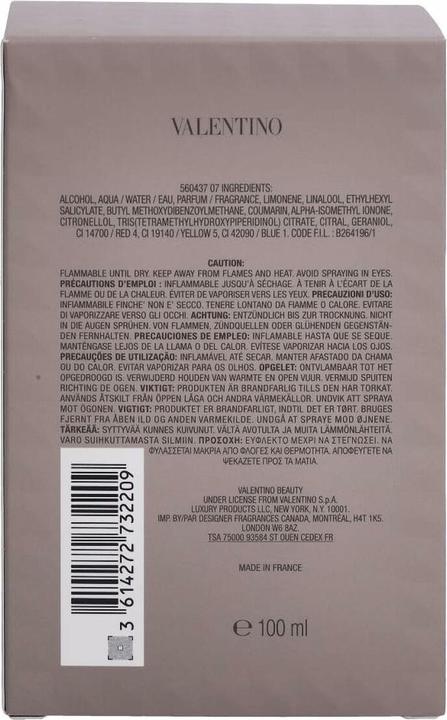 VALENTINO
560437 07 INGREDIENTS:
ALCOHOL, AQUA / WATER / EAU, PARFUM / FRAGRANCE, LIMONENE, LINALOOL, ETHYLHEXYL
SALICYLATE, BUTYL METHOXYDIBENZOYLMETHANE, COUMARIN, ALPHA-ISOMETHYL IONONE,
CITRONELLOL, TRIS(TETRAMETHYLHYDROXYPIPERIDINOL) CITRATE, CITRAL, GERANIOL,
CI 14700 / RED 4, CI 19140 / YELLOW 5, CI 42090 / BLUE 1. CODE F.I.L. : B264196/1
CAUTION:
FLAMMABLE UNTIL DRY. KEEP AWAY FROM FLAMES AND HEAT. AVOID SPRAYING IN EYES.
PRÉCAUTIONS D'EMPLOI : INFLAMMABLE JUSQU'À SÉCHAGE. À TENIR À L'ÉCART DE LA
FLAMME OU DE LA CHALEUR. ÉVITER DE VAPORISER VERS LES YEUX. PRECAUZIONI D'USO:
INFIAMMABILE FINCHE' NON E' SECCO. TENERE LONTANO DA FIAMME O CALORE. EVITARE
DI VAPORIZZARE VERSO GLI OCCHI. ACHTUNG: ENTZÜNDLICH BIS ZUR TROCKNUNG. NICHT
IN DIE AUGEN SPRÜHEN. VON FLAMMEN, ZÜNDQUELLEN ODER GLÜHENDEN GEGENSTÄN-
DEN FERNHALTEN. PRECAUCIONES DE EMPLEO: INFLAMABLE HASTA QUE SE SEQUE.
MANTÉNGASE LEJOS DE LA LLAMA O DEL CALOR. EVÍTESE VAPORIZAR HACIA LOS OJOS.
PRECAUÇÕES DE UTILIZAÇÃO: INFLAMÁVEL ATÉ SECAR. MANTER AFASTADO DA CHAMA
OU DO CALOR. EVITAR VAPORIZAR PARA OS OLHOS. OPGELET: ONTVLAMBAAR TOT HET
OPGEDROOGD IS. VERWIJDERD HOUDEN VAN WARMTE EN OPEN VUUR. VERMIJD SPUITEN
RICHTING DE OGEN. VIKTIGT: PRODUKTEN ÄR BRANDFARLIG TILLS DEN HAR TORKAT.
ANVÄNDS ÅTSKILT FRÅN ÖPPEN LÅGA OCH ANDRA VÄRMEKÄLLOR. UNDVIK ATT SPRAYA
MOT ÖGONEN. VIGTIGT: PRODUKTET ER BRANDFARLIGT, INDTIL DET ER TØRT. BRUGES
FJERNT FRA ÅBEN ILD OG ANDEN VARMEKILDE. UNDGÅ AT SPRAYE MOD ØJNENE.
TÄRKEÄÄ: SYTTYVÄÄ KUNNES KUIVUNUT. VÄLTÄ AVOTULTA JA MUITA LÄMMÖNLÄHTEITÄ.
VARO SUIHKUTTAMASTA SILMIIN. ΠΡΟΣΟΧΗ: ΕΥΦΛΕΚΤΟ ΜΕΧΡΙ ΝΑ ΣΤΕΓΝΩΣΕΙ. ΝΑ
ΦΥΛΑΣΣΕΤΑΙ ΜΑΚΡΙΑ ΑΠΟ ΦΛΟΓΕΣ ΚΑΙ ΘΕΡΜΟΤΗΤΑ. ΑΠΟΦΕΥΓΕΤΕ ΝΑ
ΨΕΚΑΖΕΤΕ ΠΡΟΣ ΤΑ ΜΑΤΙΑ.
VALENTINO BEAUTY
UNDER LICENSE FROM VALENTINO S.p.A.
LUXURY PRODUCTS LLC, NEW YORK, N.Y. 10001.
IMP. BY/PAR DESIGNER FRAGRANCES CANADA, MONTRÉAL, H4T 1K5.
LONDON W6 8AZ.
TSA 75000 93584 ST OUEN CEDEX FR
MADE IN FRANCE
3 614272 732209
℮ 100 ml